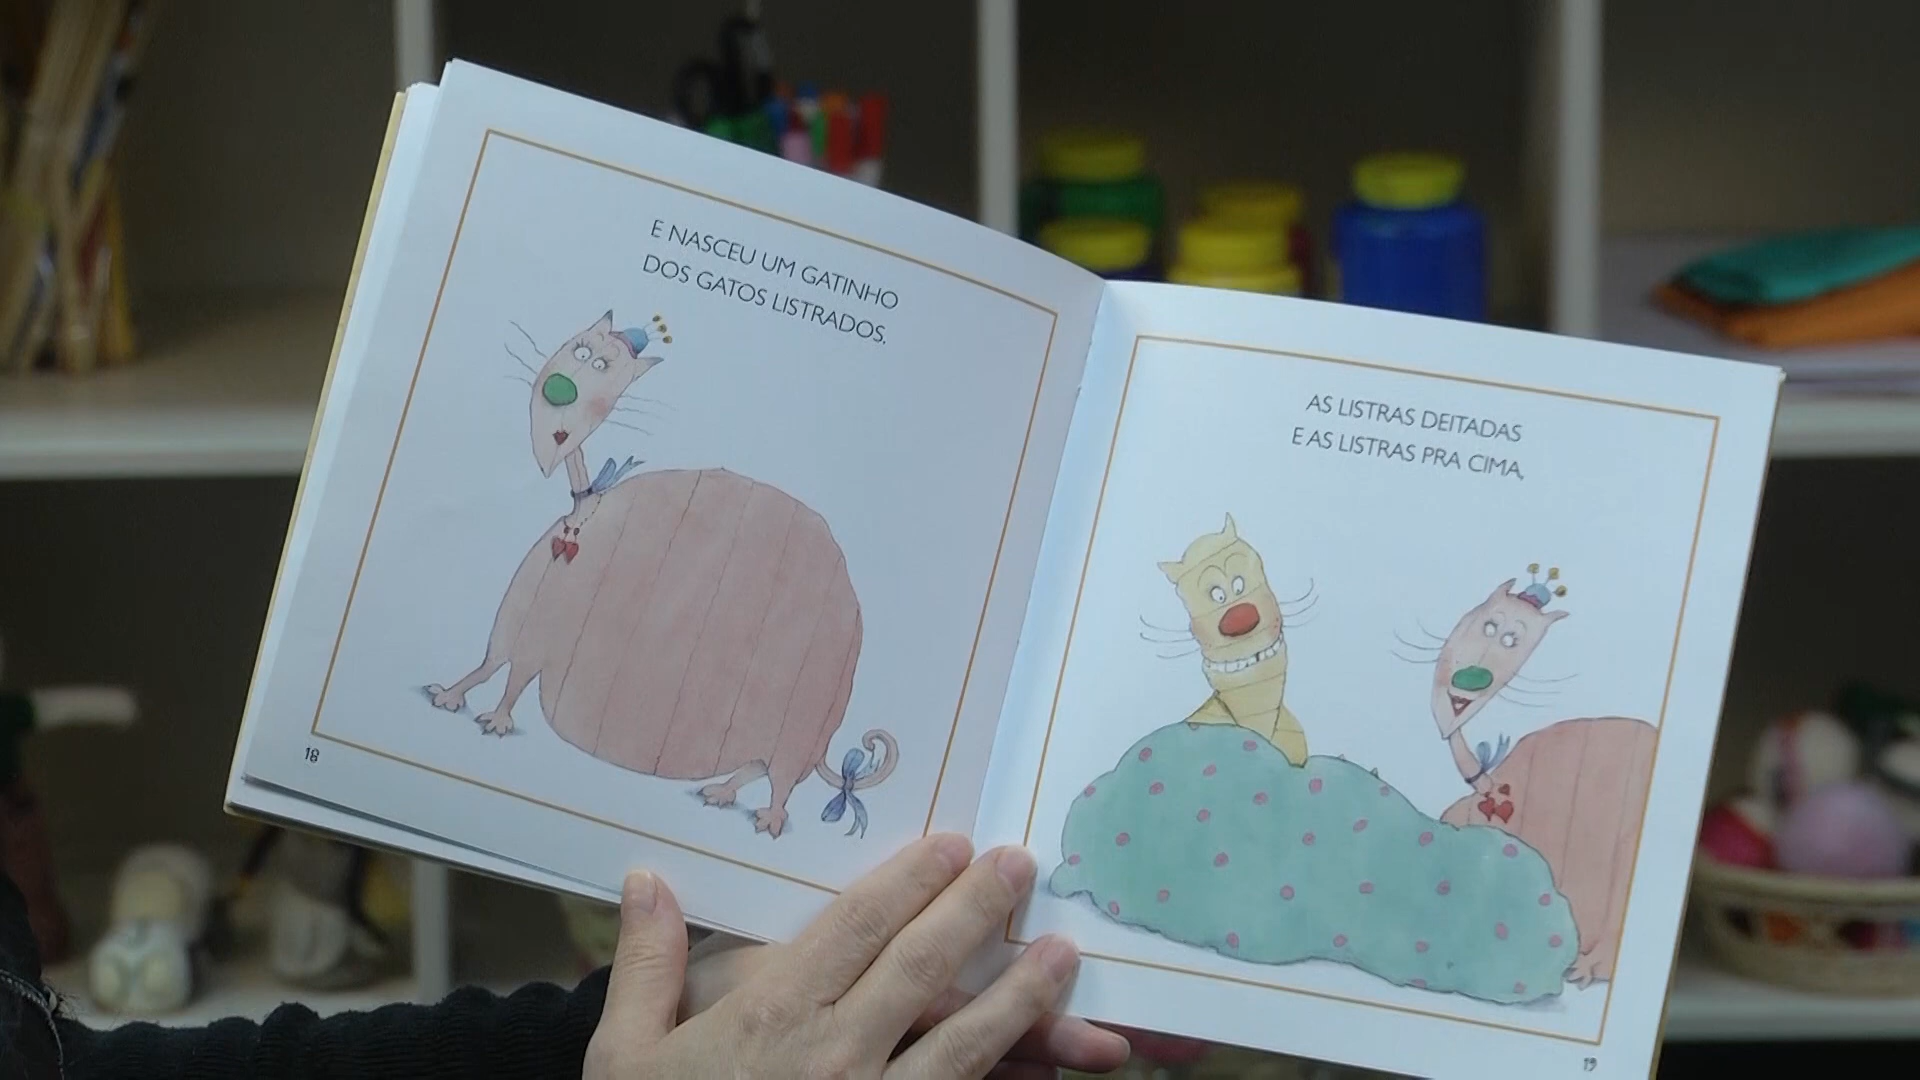 E NASCEU UM GATINHO
DOS GATOS LISTRADOS.
18
AS LISTRAS DEITADAS
E AS LISTRAS PRA CIMA,
19